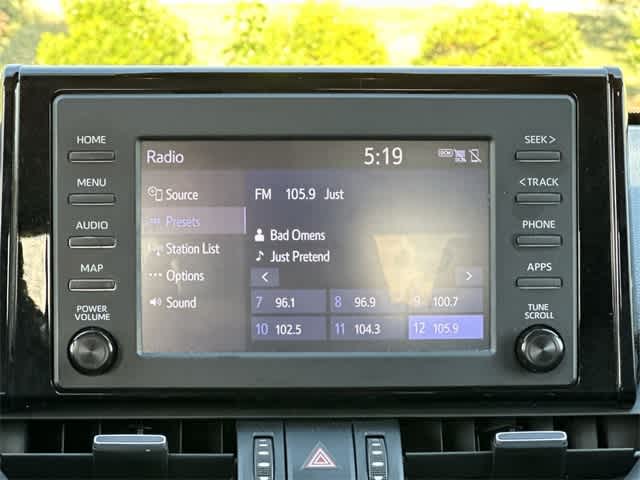 HOME
MENU
AUDIO
MAP
POWER
VOLUME
Radio
5:19
DCM
Source
Presets
Station List
Options
Sound
FM 105.9 Just
Bad Omens
Just Pretend
< >
7 96.1 8 96.9 9 100.7
10 102.5 11 104.3 12 105.9
SEEK >
< TRACK
PHONE
APPS
TUNE
SCROLL